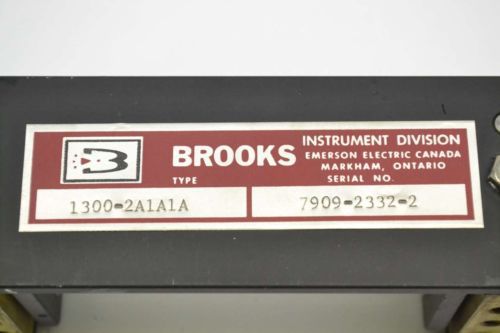 BROOKS
INSTRUMENT DIVISION
EMERSON ELECTRIC CANADA
MARKHAM, ONTARIO
TYPE
SERIAL NO.
1300-2A1A1A
7909-2332-2